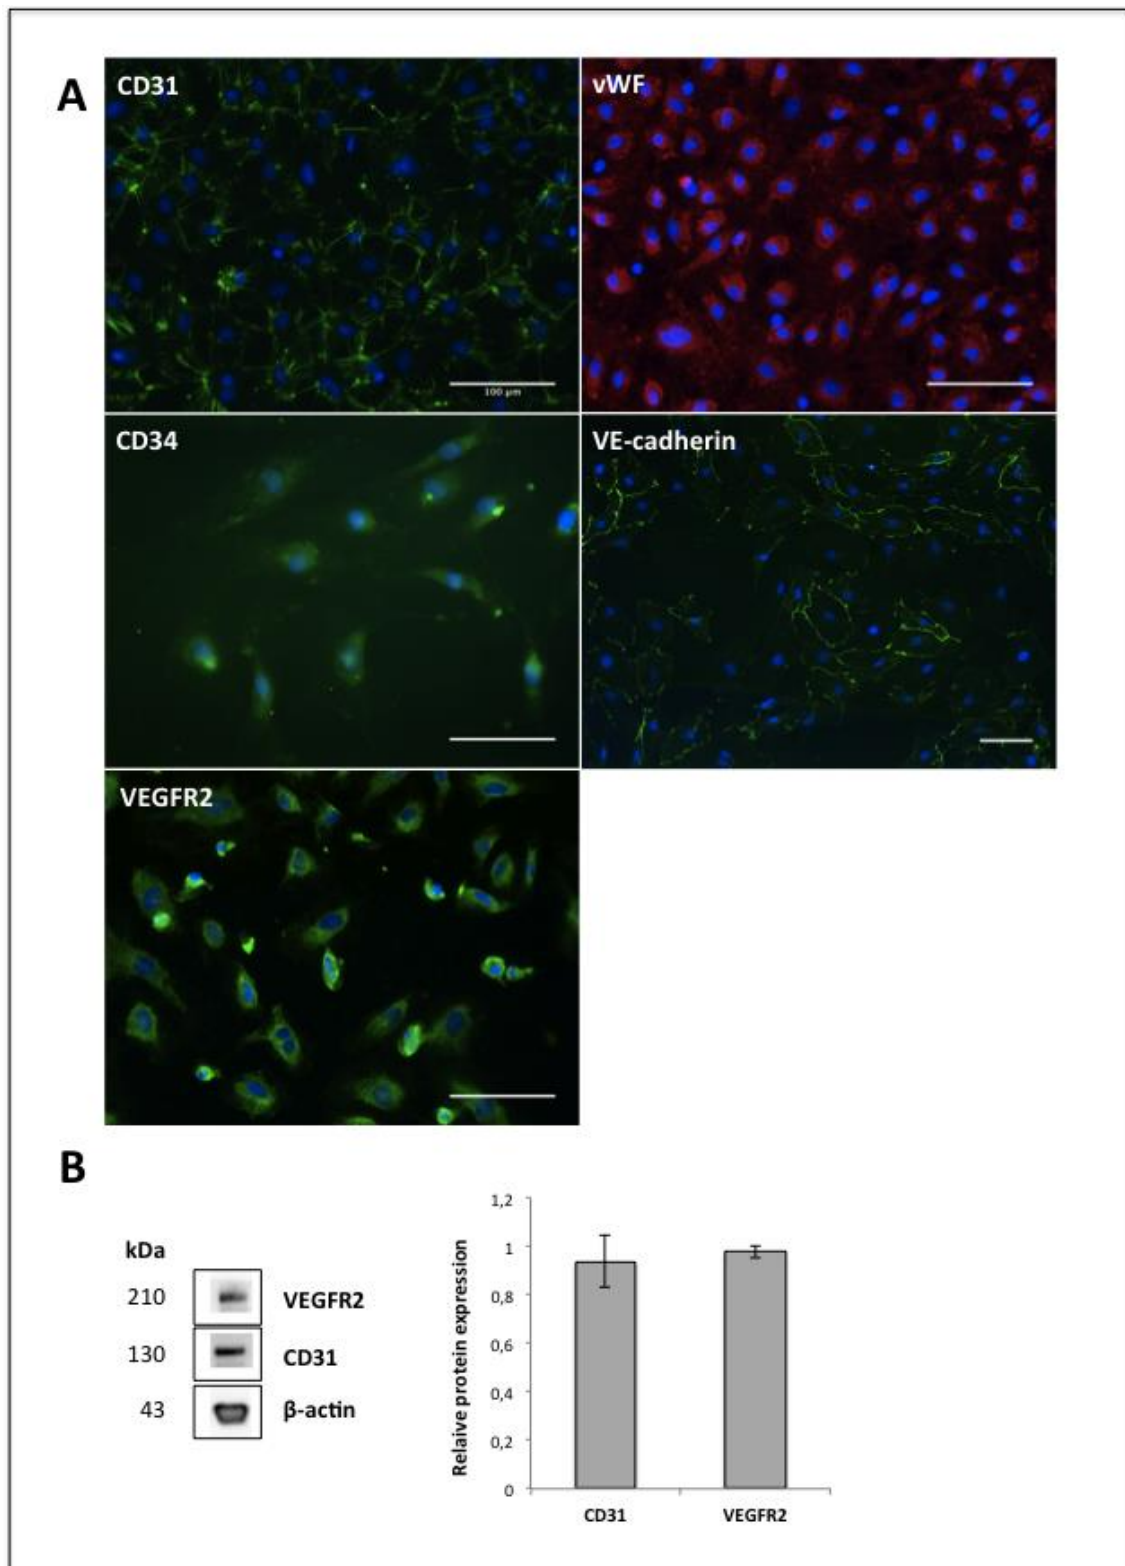 A
CD31
vWF
100 µm
CD34
VE-cadherin
VEGFR2
B
kDa
210
VEGFR2
130
CD31
43
β-actin
Relaive protein expression
1,2
1
0,8
0,6
0,4
0,2
0
CD31
VEGFR2